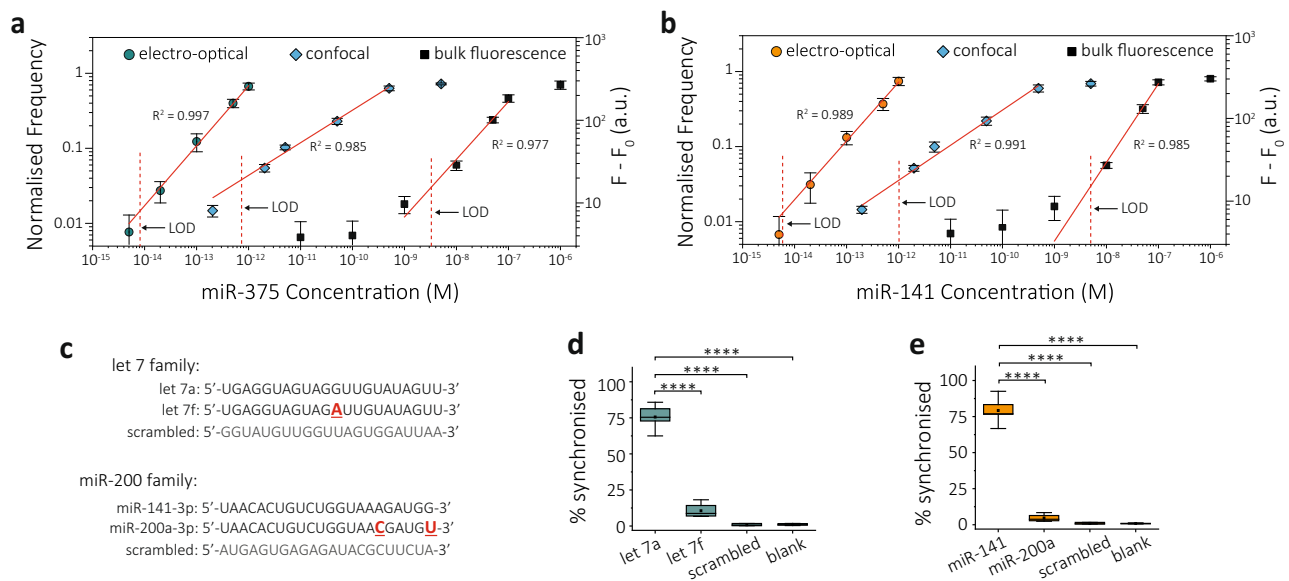 a
electro-optical
confocal
bulk fluorescence
Normalised Frequency
1
0.1
0.01
R² = 0.997
R² = 0.985
R² = 0.977
LOD
LOD
LOD
10³
10²
10
F - F₀ (a.u.)
10⁻¹⁵ 10⁻¹⁴ 10⁻¹³ 10⁻¹² 10⁻¹¹ 10⁻¹⁰ 10⁻⁹ 10⁻⁸ 10⁻⁷ 10⁻⁶
miR-375 Concentration (M)
b
electro-optical
confocal
bulk fluorescence
Normalised Frequency
1
0.1
0.01
R² = 0.989
R² = 0.991
R² = 0.985
LOD
LOD
LOD
10³
10²
10
F - F₀ (a.u.)
10⁻¹⁵ 10⁻¹⁴ 10⁻¹³ 10⁻¹² 10⁻¹¹ 10⁻¹⁰ 10⁻⁹ 10⁻⁸ 10⁻⁷ 10⁻⁶
miR-141 Concentration (M)
c
let 7 family:
let 7a: 5’-UGAGGUAGUAGGUUGUAUAGUU-3’
let 7f: 5’-UGAGGUAGUAGAUUGUAUAGUU-3’
scrambled: 5’-GGUAUGUUGGUUAGUGGAUUAA-3’
miR-200 family:
miR-141-3p: 5’-UAACACUGUCUGGUAAAGAUGG-3’
miR-200a-3p: 5’-UAACACUGUCUGGUAACGAUGU-3’
scrambled: 5’-AUGAGUGAGAGAUACGCUUCUA-3’
d
****
****
****
% synchronised
100
75
50
25
0
let 7a
let 7f
scrambled
blank
e
****
****
****
% synchronised
100
75
50
25
0
miR-141
miR-200a
scrambled
blank